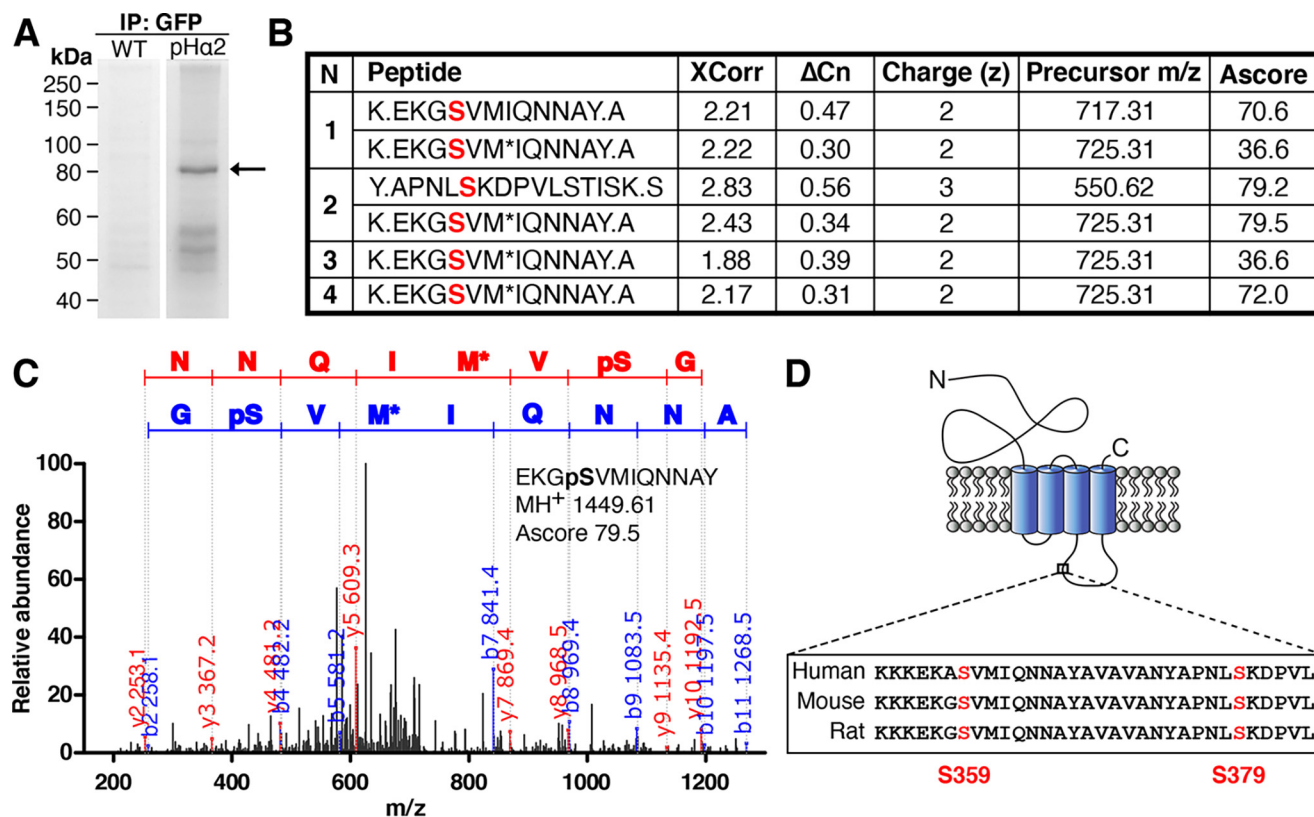 A
IP: GFP
WT pHα2
kDa
250
150
100
80
60
50
40
B
N Peptide XCorr ΔCn Charge (z) Precursor m/z Ascore
1 K.EKGSVMIQNNAY.A 2.21 0.47 2 717.31 70.6
K.EKGSVM*IQNNAY.A 2.22 0.30 2 725.31 36.6
2 Y.APNLSKDPVLSTISK.S 2.83 0.56 3 550.62 79.2
K.EKGSVM*IQNNAY.A 2.43 0.34 2 725.31 79.5
3 K.EKGSVM*IQNNAY.A 1.88 0.39 2 725.31 36.6
4 K.EKGSVM*IQNNAY.A 2.17 0.31 2 725.31 72.0
C
N N Q I M* V pS G
G pS V M* I Q N N A
EKGpSVMIQNNAY
MH+ 1449.61
Ascore 79.5
Relative abundance
100
80
60
40
20
0
y2 253.1
b2 258.1
y3 367.2
y4 481.2
b4 482.2
b5 581.2
y5 609.3
b7 841.4
y7 869.4
y8 968.5
b8 969.4
b9 1083.5
y9 1135.4
y10 1192.5
b10 1197.5
b11 1268.5
200 400 600 800 1000 1200
m/z
D
N
C
Human KKKEKASVMIQNNAYAVAVANYAPNLSKDPVL
Mouse KKKEKGSVMIQNNAYAVAVANYAPNLSKDPVL
Rat KKKEKGSVMIQNNAYAVAVANYAPNLSKDPVL
S359 S379